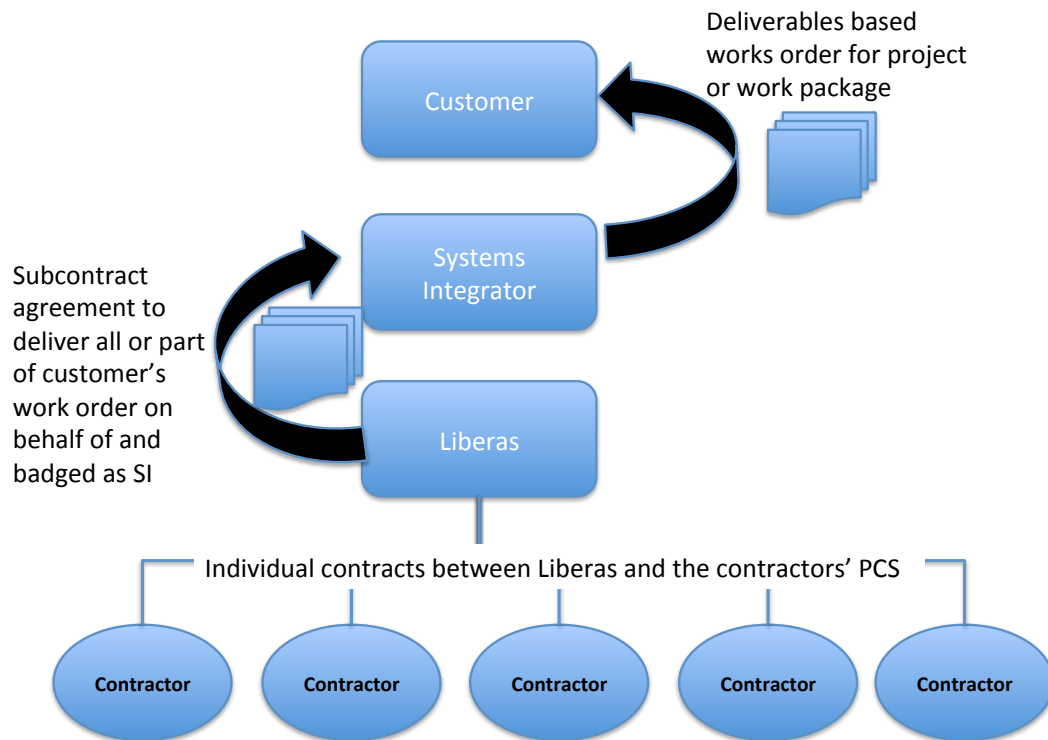 Deliverables based
works order for project
or work package
Customer
Systems
Integrator
Subcontract
agreement to
deliver all or part
of customer’s
work order on
behalf of and
badged as SI
Liberas
Individual contracts between Liberas and the contractors’ PCS
Contractor
Contractor
Contractor
Contractor
Contractor